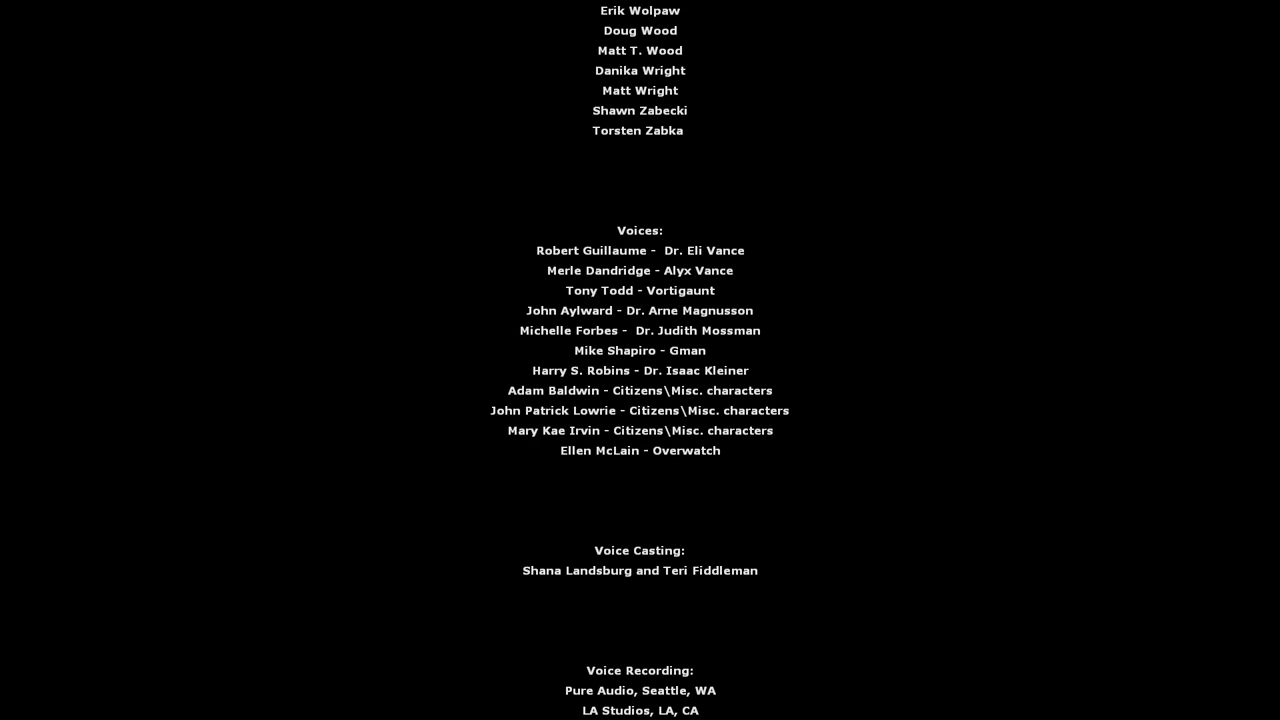 Erik Wolpaw
Doug Wood
Matt T. Wood
Danika Wright
Matt Wright
Shawn Zabecki
Torsten Zabka
Voices:
Robert Guillaume -  Dr. Eli Vance
Merle Dandridge - Alyx Vance
Tony Todd - Vortigaunt
John Aylward - Dr. Arne Magnusson
Michelle Forbes -  Dr. Judith Mossman
Mike Shapiro - Gman
Harry S. Robins - Dr. Isaac Kleiner
Adam Baldwin - Citizens\Misc. characters
John Patrick Lowrie - Citizens\Misc. characters
Mary Kae Irvin - Citizens\Misc. characters
Ellen McLain - Overwatch
Voice Casting:
Shana Landsburg and Teri Fiddleman
Voice Recording:
Pure Audio, Seattle, WA
LA Studios, LA, CA